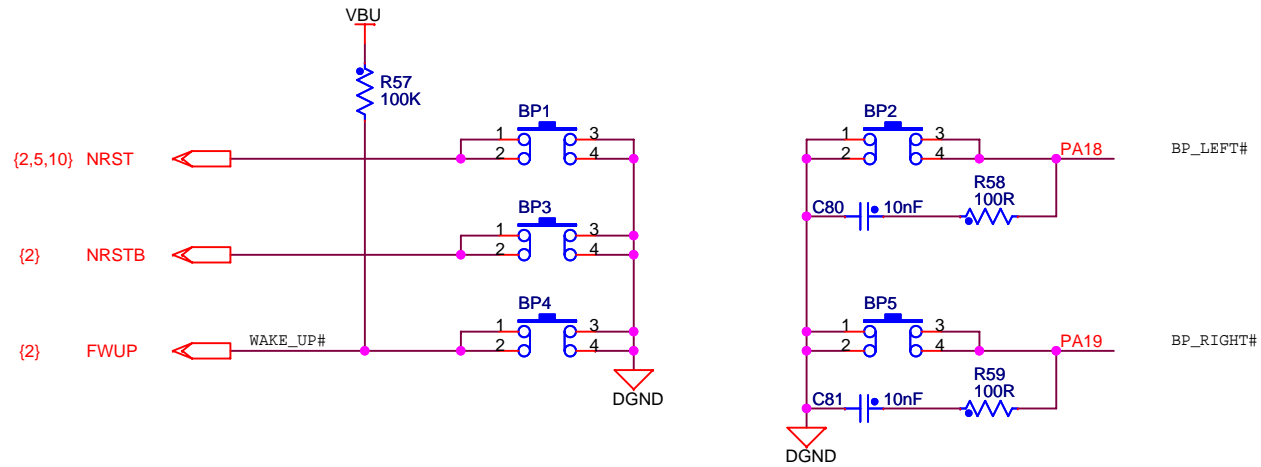 VBU
R57
100K
BP1
1 3
2 4
{2,5,10} NRST
BP3
1 3
2 4
{2} NRSTB
BP4
1 3
2 4
{2} FWUP WAKE_UP#
DGND
BP2
1 3
2 4
PA18 BP_LEFT#
R58
100R
C80 10nF
BP5
1 3
2 4
PA19 BP_RIGHT#
R59
100R
C81 10nF
DGND